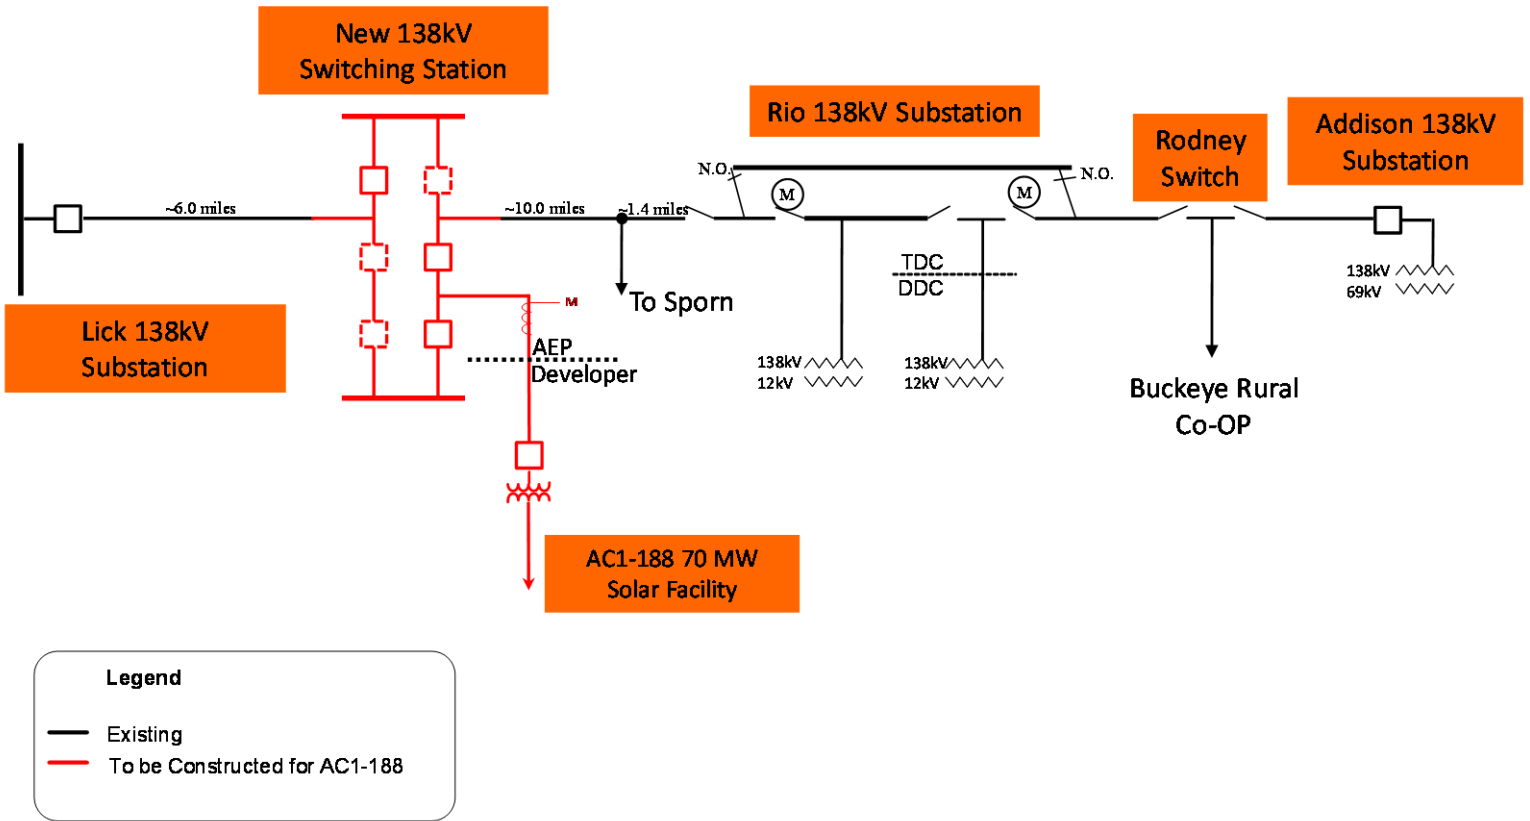 New 138kV
Switching Station
Rio 138kV Substation
Rodney
Switch
Addison 138kV
Substation
N.O.
M
M
N.O.
~6.0 miles
~10.0 miles
~1.4 miles
TDC
DDC
138kV
69kV
To Sporn
M
Lick 138kV
Substation
AEP
Developer
138kV
12kV
138kV
12kV
Buckeye Rural
Co-OP
AC1-188 70 MW
Solar Facility
Legend
Existing
To be Constructed for AC1-188